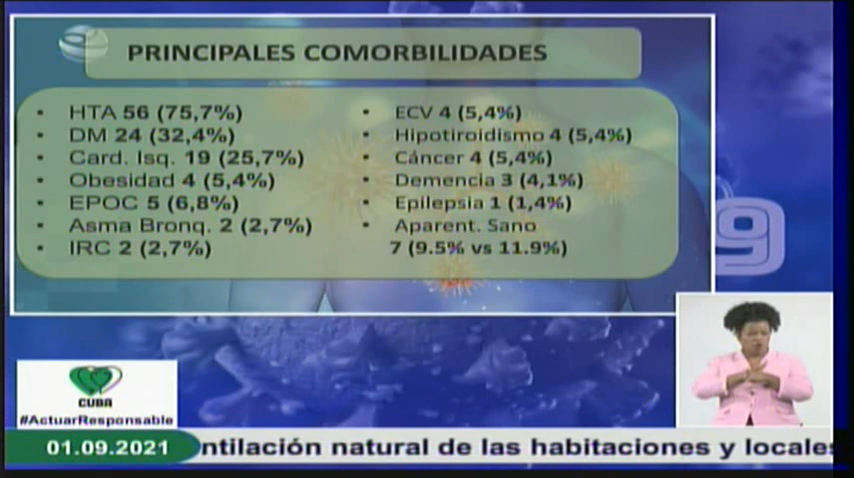 PRINCIPALES COMORBILIDADES
• HTA 56 (75,7%)
• DM 24 (32,4%)
• Card. Isq. 19 (25,7%)
• Obesidad 4 (5,4%)
• EPOC 5 (6,8%)
• Asma Bronq. 2 (2,7%)
• IRC 2 (2,7%)
• ECV 4 (5,4%)
• Hipotiroidismo 4 (5,4%)
• Cáncer 4 (5,4%)
• Demencia 3 (4,1%)
• Epilepsia 1 (1,4%)
• Aparent. Sano
7 (9.5% vs 11.9%)
9
CUBA
#ActuarResponsable
01.09.2021
ntilación natural de las habitaciones y locales